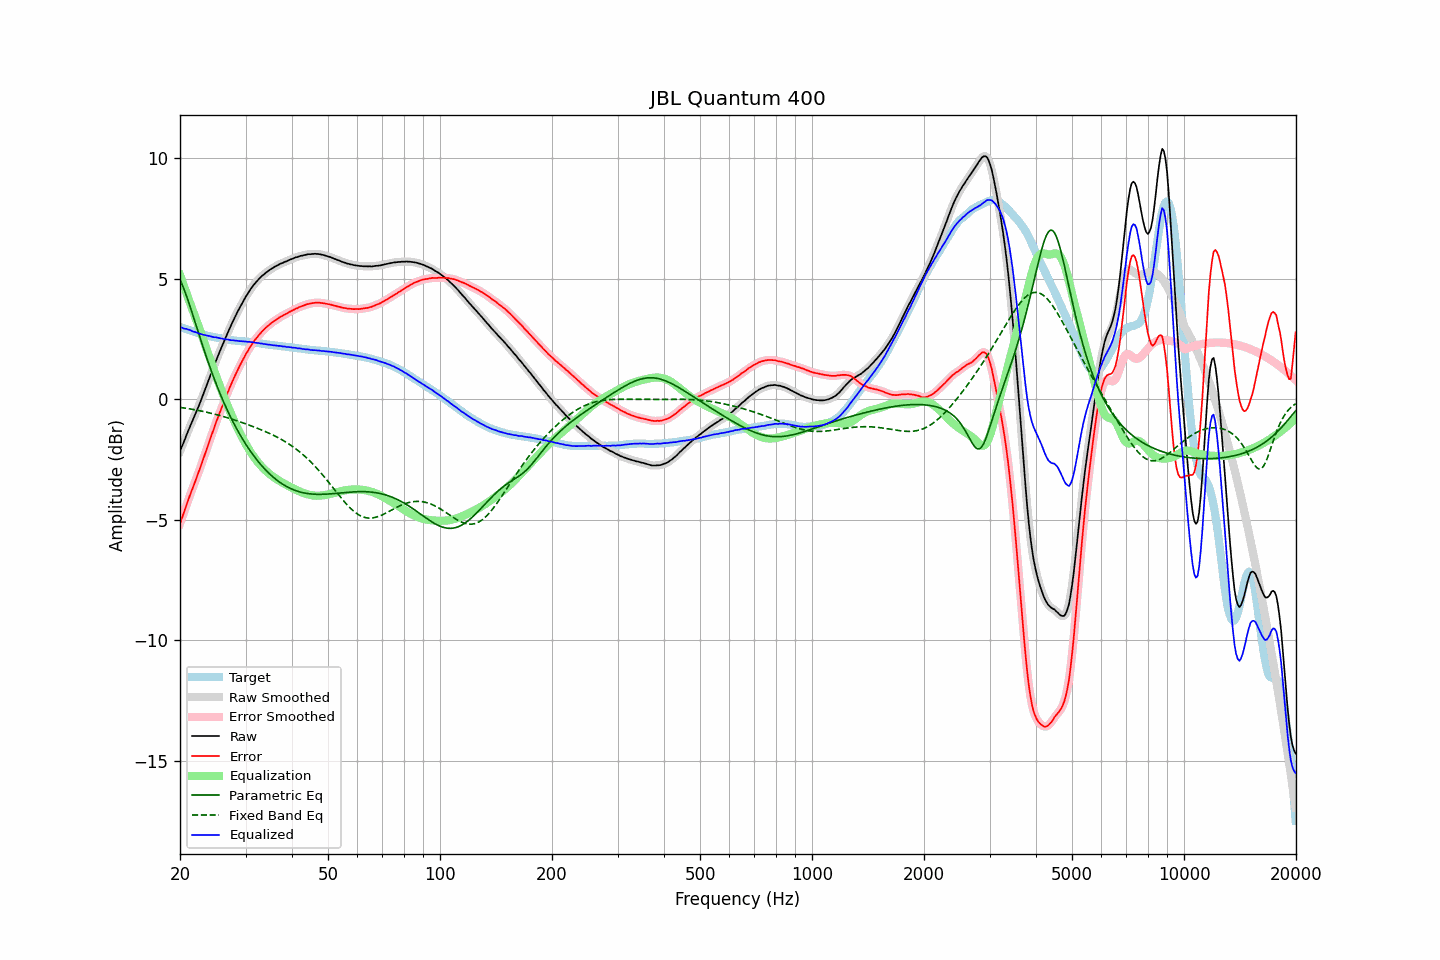 JBL Quantum 400
10
5
0
−5
−10
−15
Amplitude (dBr)
Target
Raw Smoothed
Error Smoothed
Raw
Error
Equalization
Parametric Eq
Fixed Band Eq
Equalized
20 50 100 200 500 1000 2000 5000 10000 20000
Frequency (Hz)